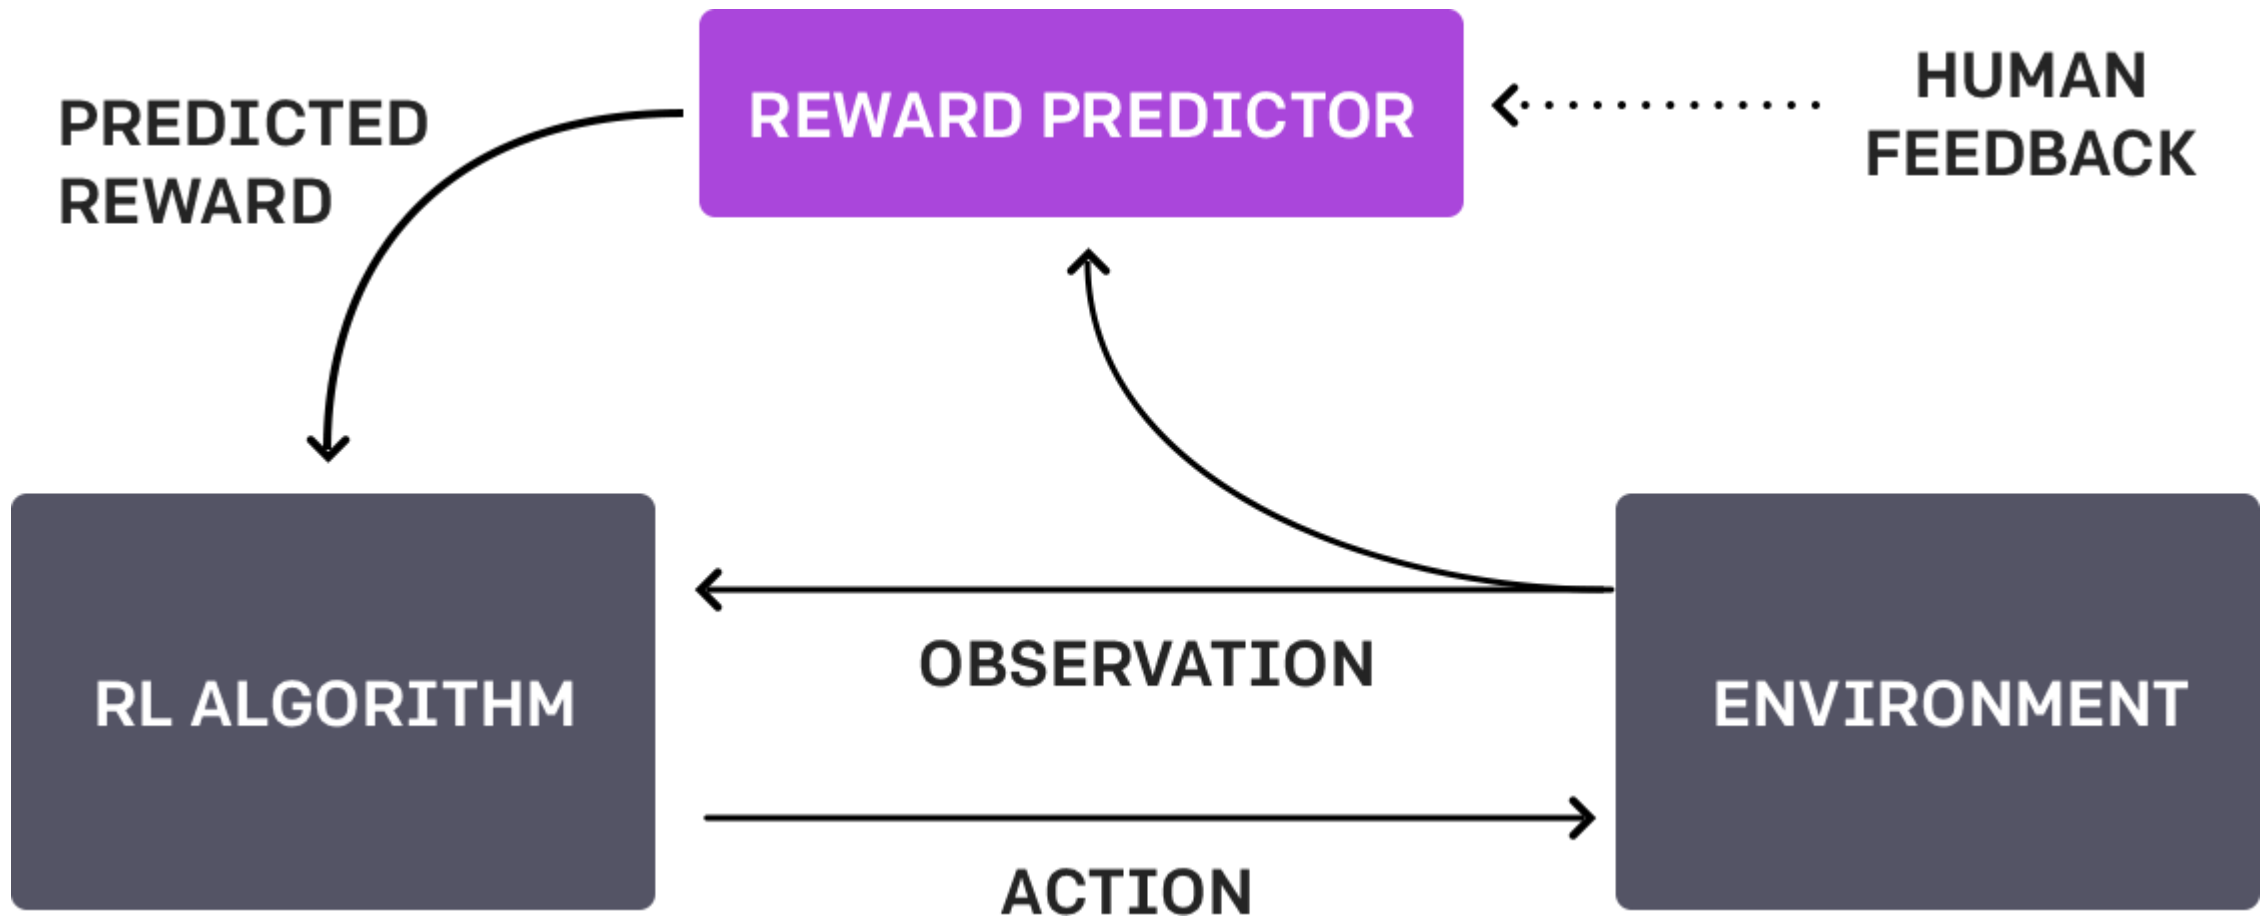 REWARD PREDICTOR
HUMAN
FEEDBACK
PREDICTED
REWARD
OBSERVATION
RL ALGORITHM
ENVIRONMENT
ACTION